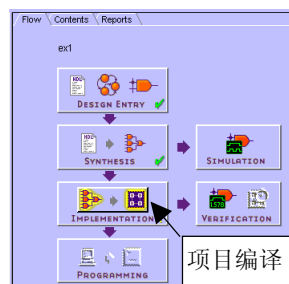 Flow Contents Reports
ex1
DESIGN ENTRY
SYNTHESIS
SIMULATION
IMPLEMENTATION
VERIFICATION
项目编译
PROGRAMMING